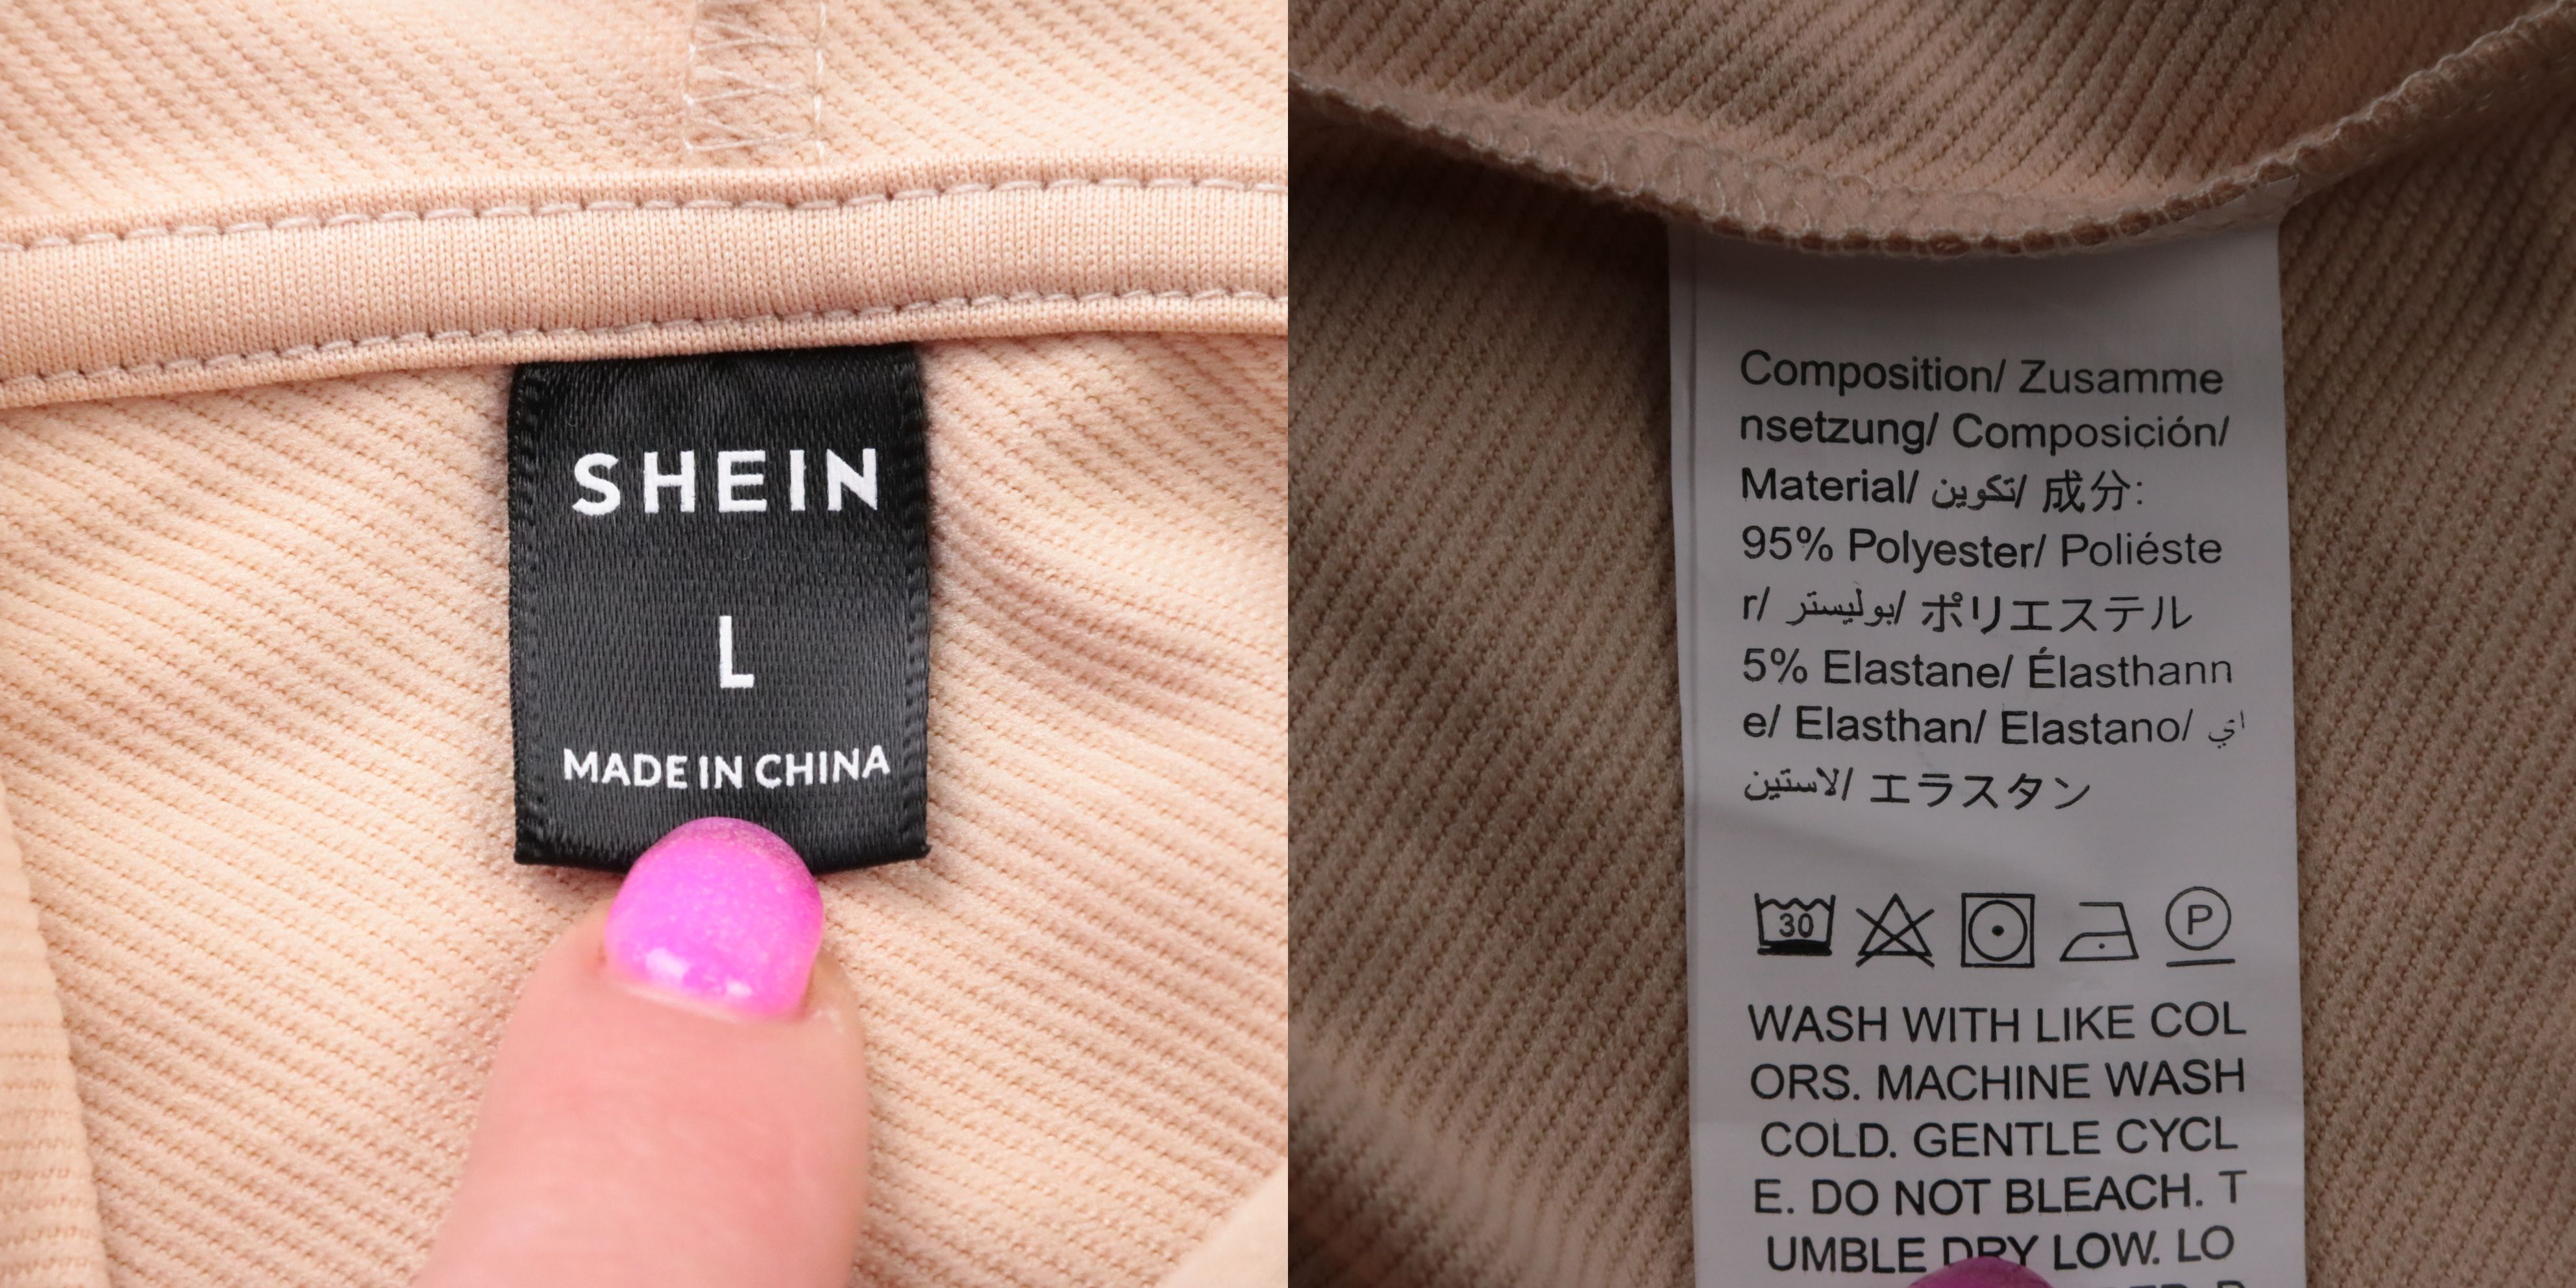 SHEIN
L
MADE IN CHINA
Composition/ Zusamme
nsetzung/ Composición/
Material/ تكوين/ 成分:
95% Polyester/ Poliéste
r/ بوليستر/ ポリエステル
5% Elastane/ Élasthann
e/ Elasthan/ Elastano/ اي
لاستين/ エラスタン
30
P
WASH WITH LIKE COL
ORS. MACHINE WASH
COLD. GENTLE CYCL
E. DO NOT BLEACH. T
UMBLE DRY LOW. LO